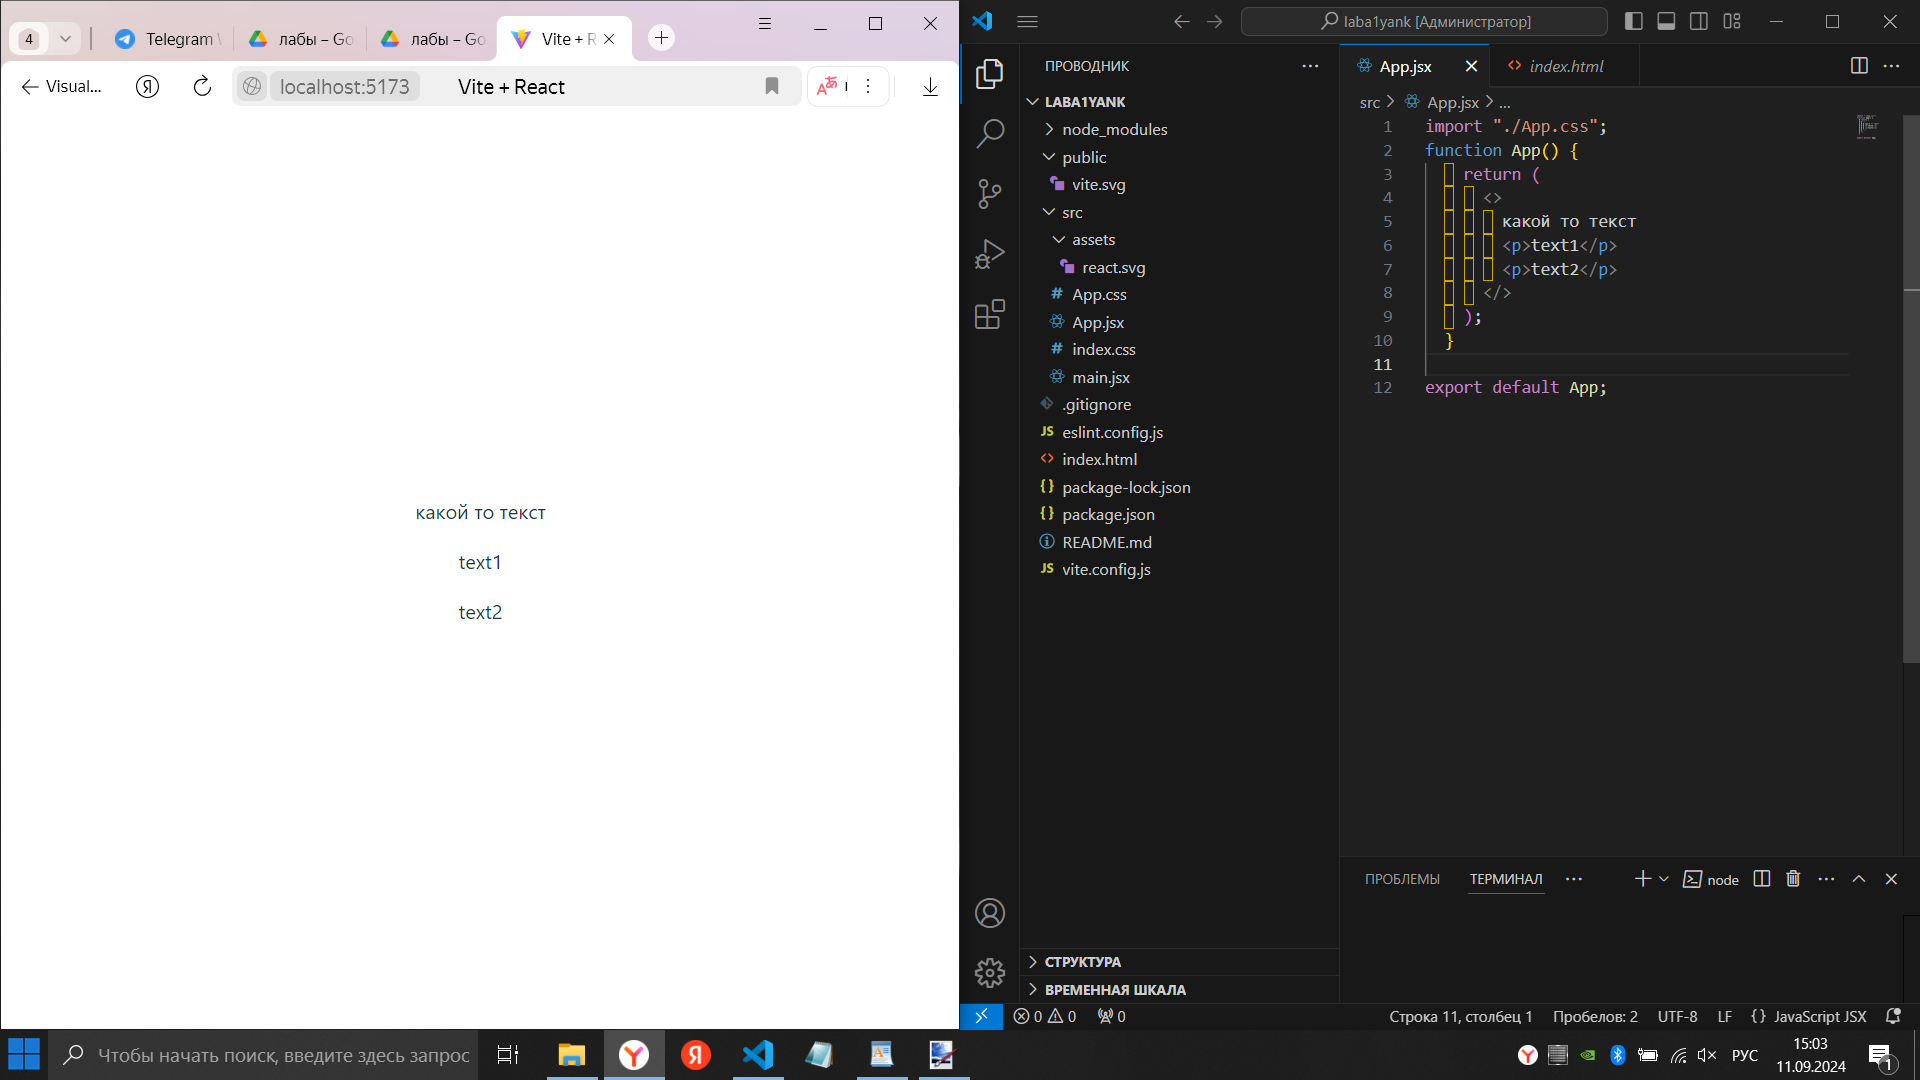 4
Telegram
лабы – Go
лабы – Go
Vite + R
Visual...
localhost:5173
Vite + React
какой то текст
text1
text2
laba1yank [Администратор]
ПРОВОДНИК
LABA1YANK
node_modules
public
vite.svg
src
assets
react.svg
# App.css
App.jsx
# index.css
main.jsx
.gitignore
JS eslint.config.js
<> index.html
{} package-lock.json
{} package.json
README.md
JS vite.config.js
СТРУКТУРА
ВРЕМЕННАЯ ШКАЛА
App.jsx
<> index.html
src > App.jsx > ...
1 import "./App.css";
2 function App() {
3 return (
4 <>
5 какой то текст
6 <p>text1</p>
7 <p>text2</p>
8 </>
9 );
10 }
11
12 export default App;
ПРОБЛЕМЫ
ТЕРМИНАЛ
node
0 0 0
Строка 11, столбец 1
Пробелов: 2
UTF-8
LF
{} JavaScript JSX
Чтобы начать поиск, введите здесь запрос
РУС
15:03
11.09.2024
1